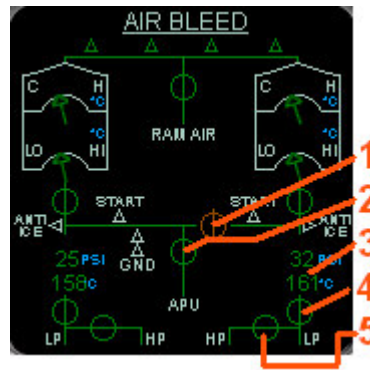 AIR BLEED
C H C H
°C °C
RAM AIR
°C °C
LO HI LO HI
1
START START
2
ANTI ICE ANTI ICE
GND
3
25 PSI 32 PSI
158°C 161°C
4
APU
5
LP HP HP LP